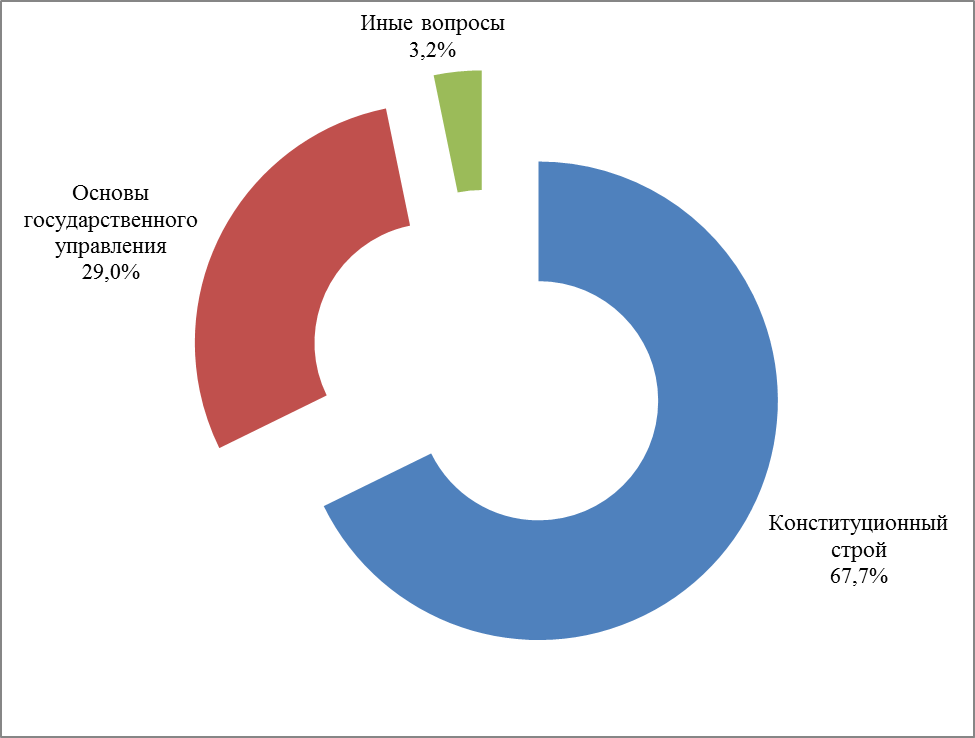 Иные вопросы
3,2%
Основы
государственного
управления
29,0%
Конституционный
строй
67,7%